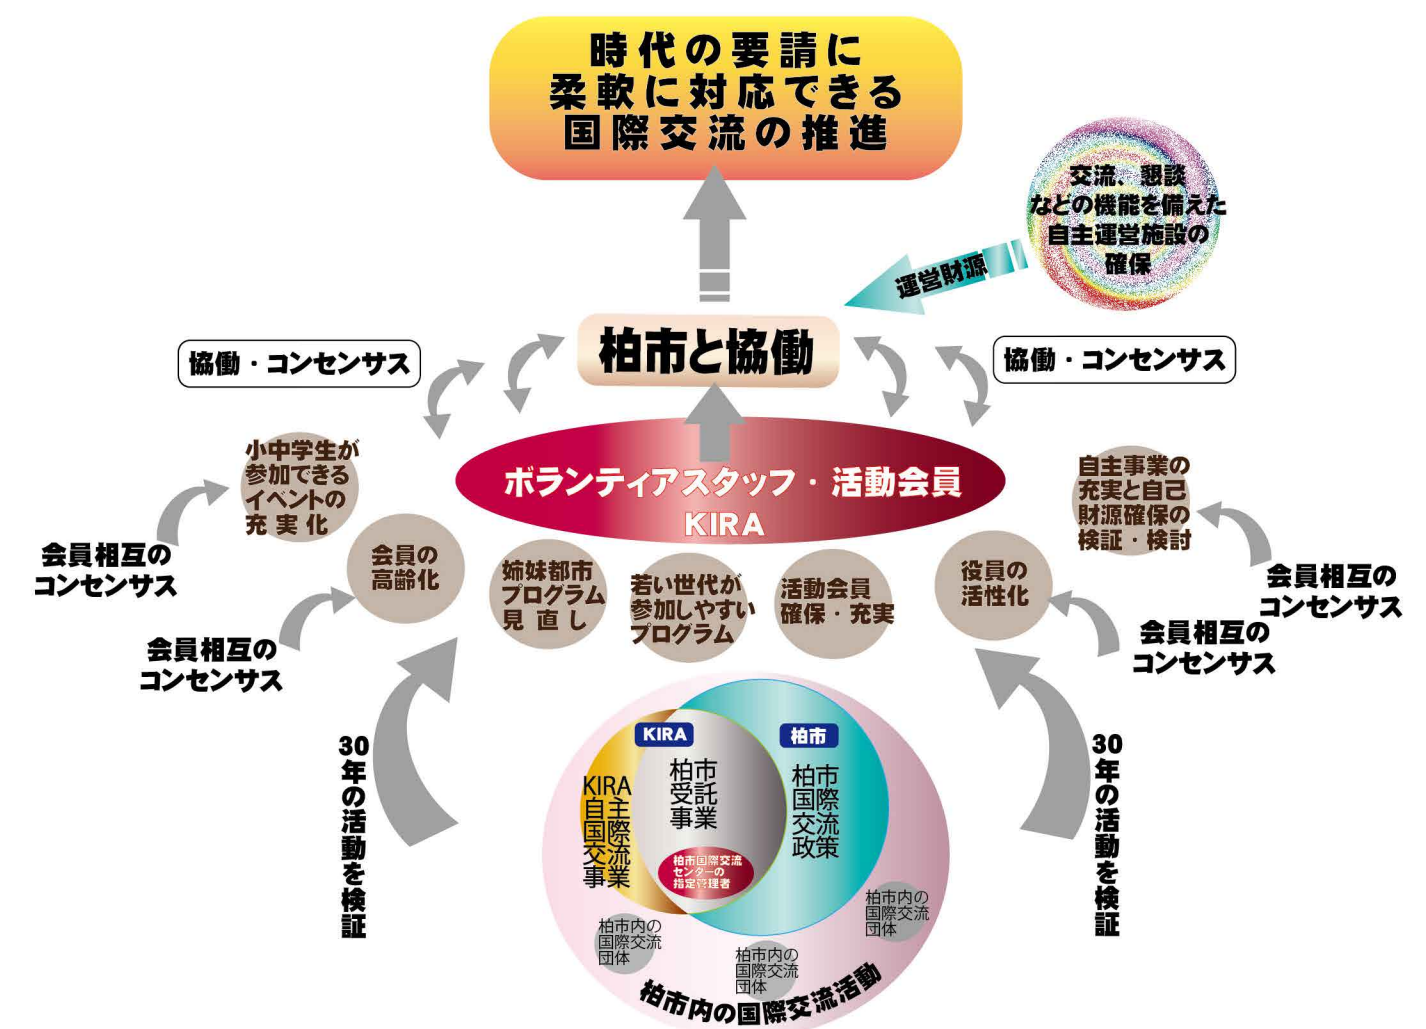 時代の要請に
柔軟に対応できる
国際交流の推進
交流、懇談
などの機能を備えた
自主運営施設の
確保
運営財源
柏市と協働
協働・コンセンサス
協働・コンセンサス
ボランティアスタッフ・活動会員
KIRA
小中学生が
参加できる
イベントの
充実化
会員相互の
コンセンサス
会員の
高齢化
会員相互の
コンセンサス
姉妹都市
プログラム
見直し
若い世代が
参加しやすい
プログラム
活動会員
確保・充実
役員の
活性化
自主事業の
充実と自己
財源確保の
検証・検討
会員相互の
コンセンサス
会員相互の
コンセンサス
30年の活動を検証
30年の活動を検証
KIRA
柏市
KIRA
自主
国際
交流
事業
柏市
受託
事業
柏市
国際
交流
政策
柏市国際交流
センターの
指定管理者
柏市内の
国際交流
団体
柏市内の
国際交流
団体
柏市内の
国際交流
団体
柏市内の国際交流活動